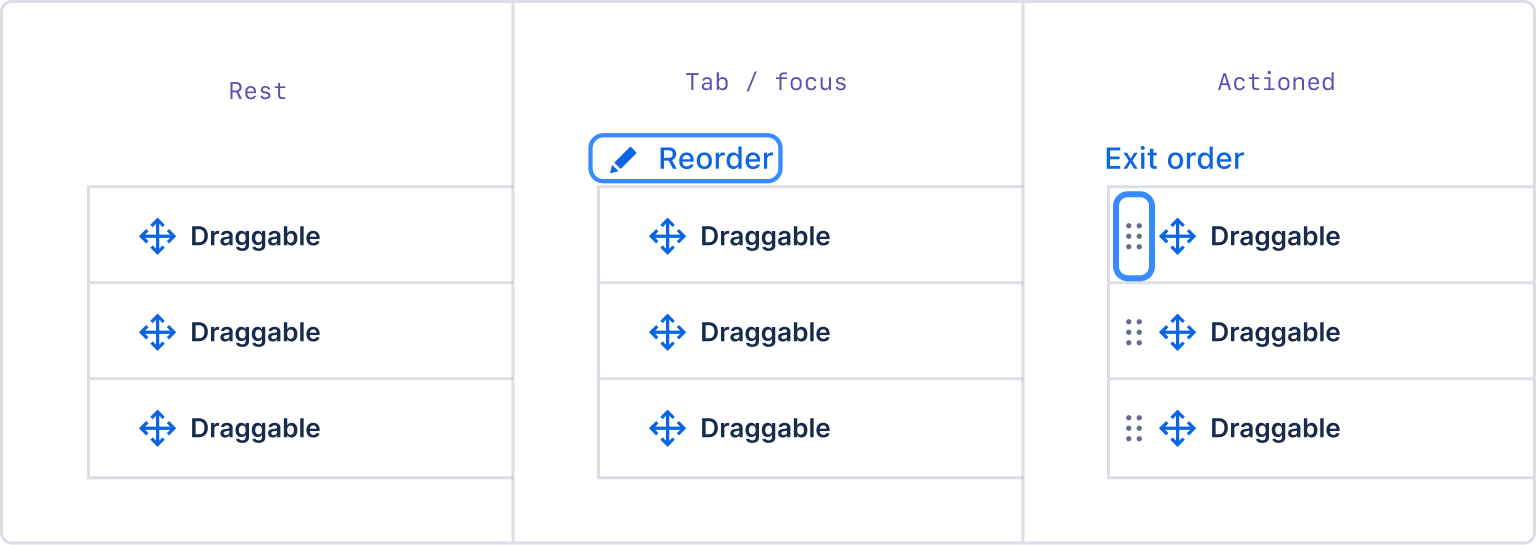 Rest
Draggable
Draggable
Draggable
Tab / focus
Reorder
Draggable
Draggable
Draggable
Actioned
Exit order
Draggable
Draggable
Draggable